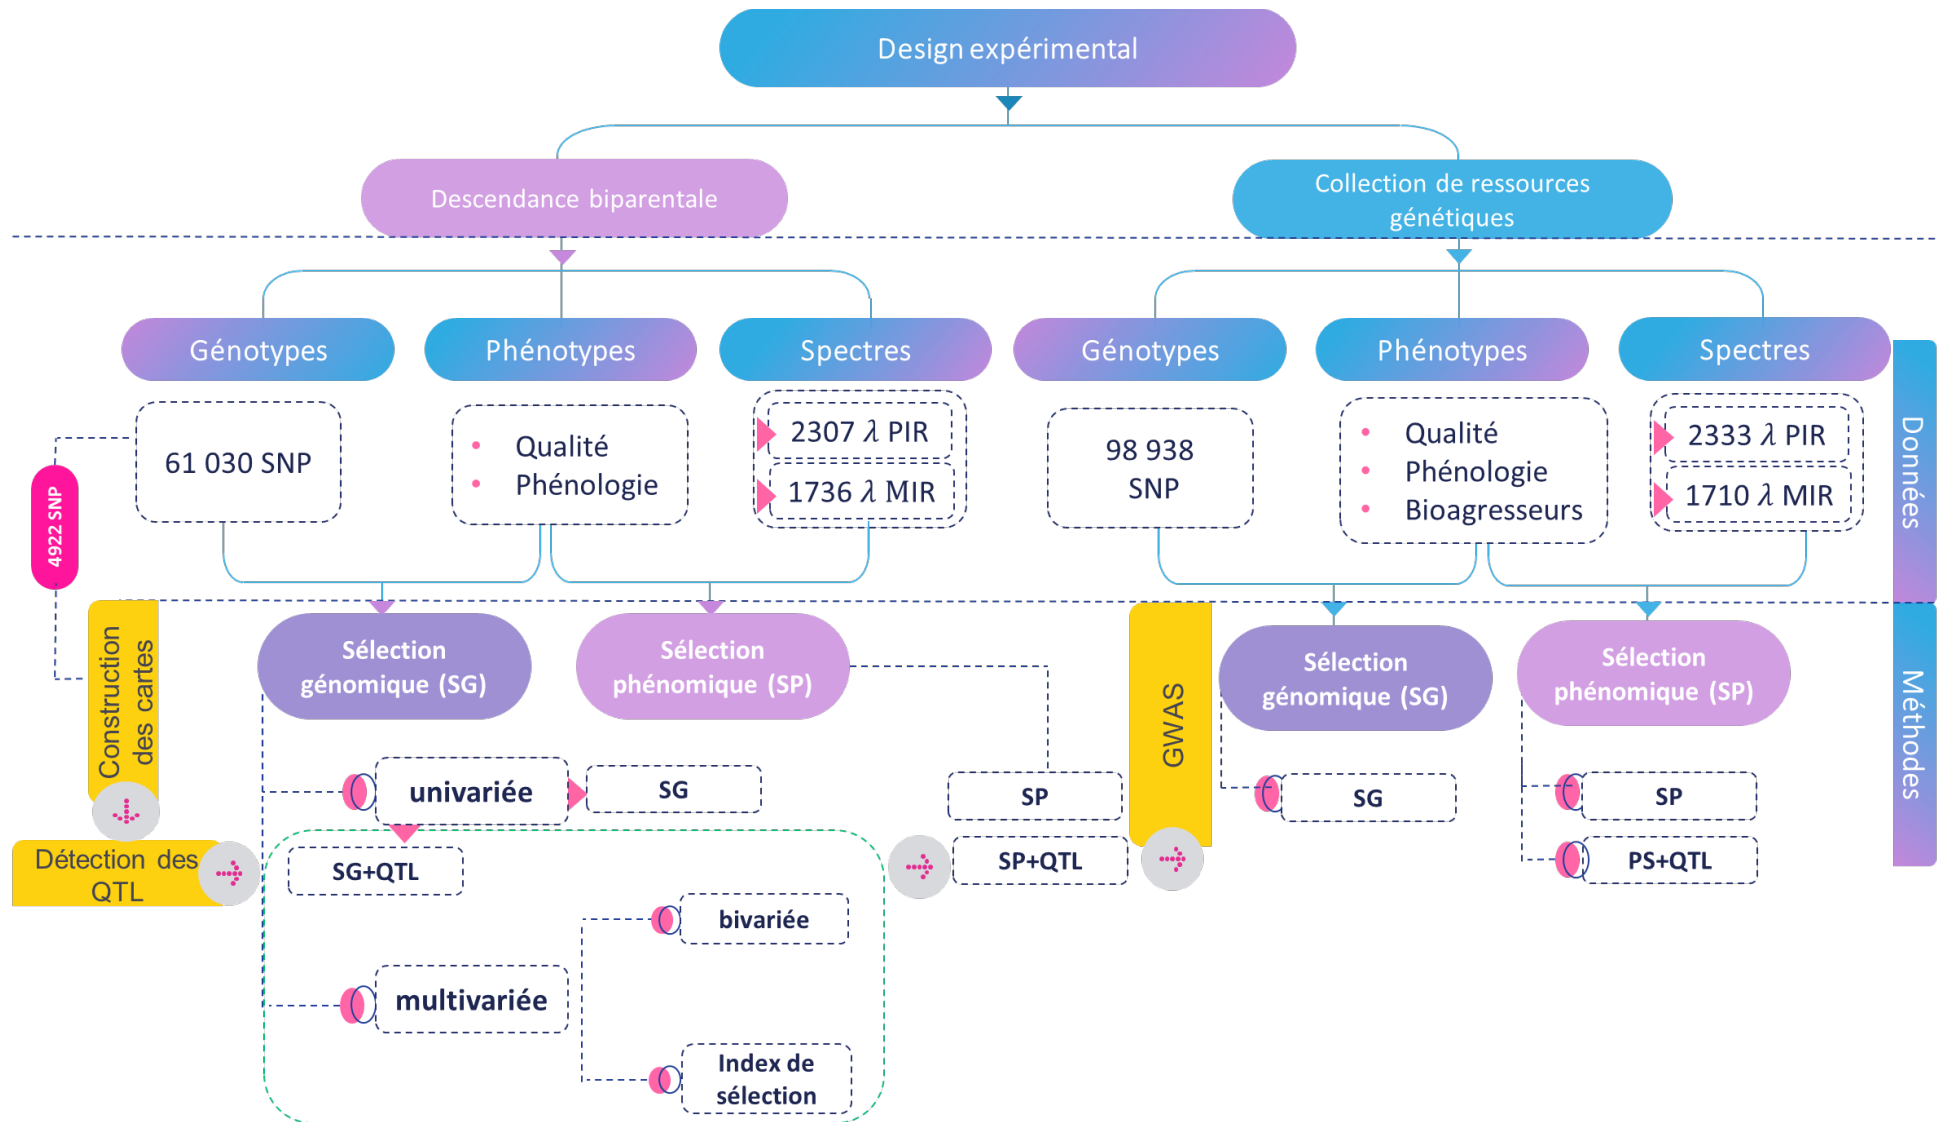 Design expérimental
Descendance biparentale
Collection de ressources
génétiques
Génotypes
Phénotypes
Spectres
Génotypes
Phénotypes
Spectres
61 030 SNP
• Qualité
• Phénologie
2307 λ PIR
1736 λ MIR
98 938
SNP
• Qualité
• Phénologie
• Bioagresseurs
2333 λ PIR
1710 λ MIR
Données
4922 SNP
Construction
des cartes
Détection des
QTL
Sélection
génomique (SG)
Sélection
phénomique (SP)
GWAS
Sélection
génomique (SG)
Sélection
phénomique (SP)
Méthodes
univariée
SG
SG+QTL
SP
SP+QTL
SG
SP
PS+QTL
bivariée
multivariée
Index de
sélection